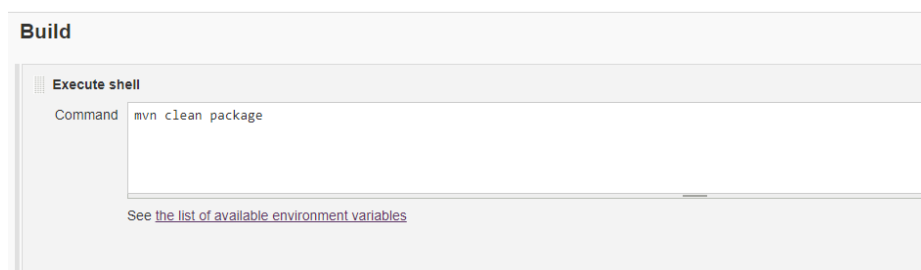 Build
Execute shell
Command mvn clean package
See the list of available environment variables